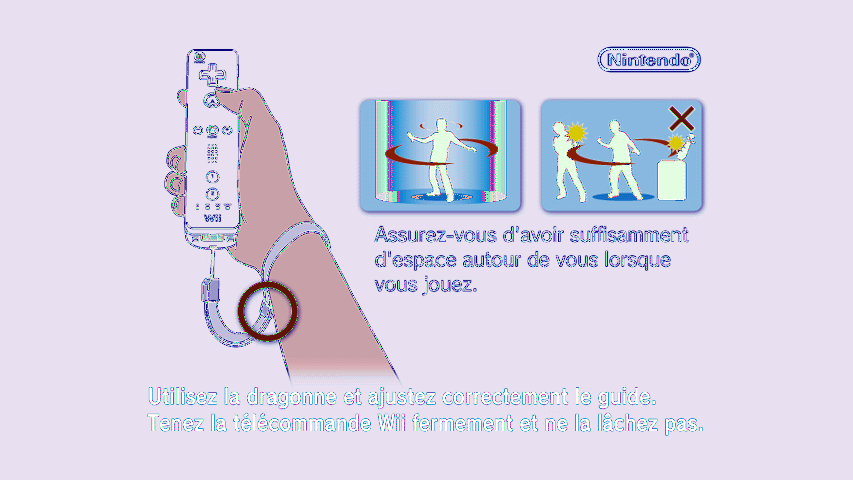 Nintendo®
Wii
Assurez-vous d'avoir suffisamment
d'espace autour de vous lorsque
vous jouez.
Utilisez la dragonne et ajustez correctement le guide.
Tenez la télécommande Wii fermement et ne la lâchez pas.